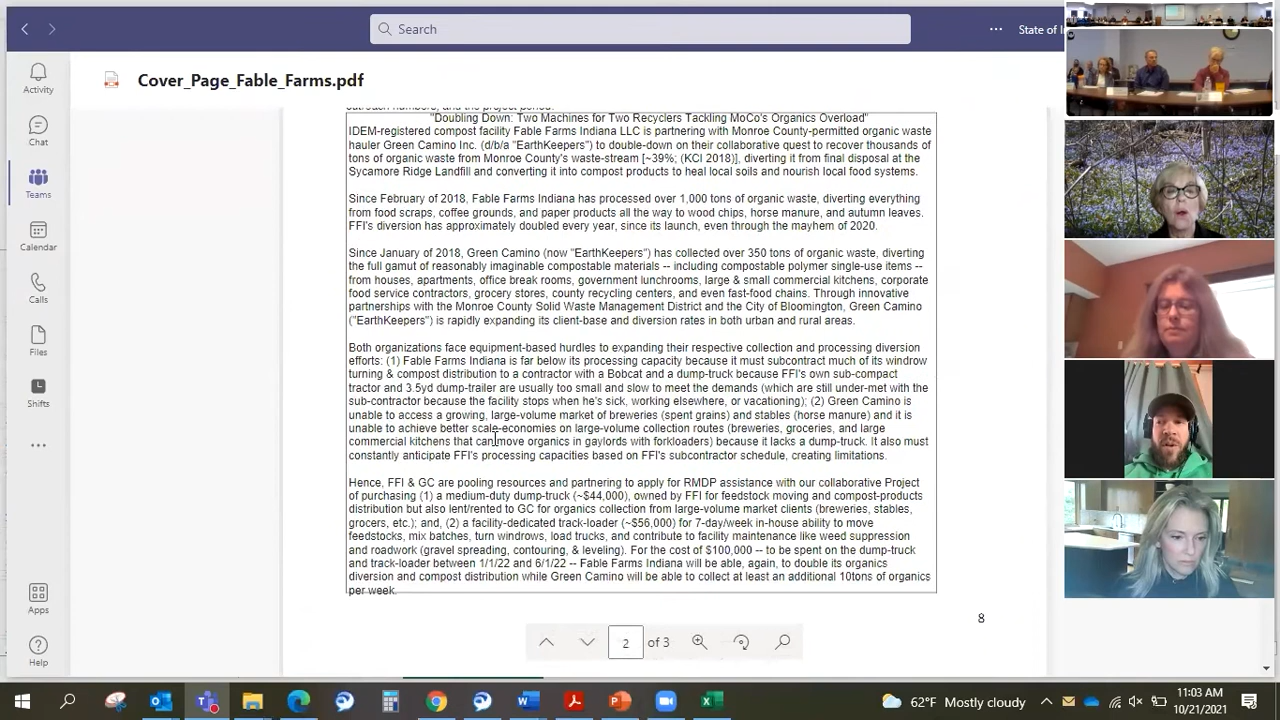 Search
State of I
Cover_Page_Fable_Farms.pdf
Activity
Chat
Teams
Calendar
Calls
Files
Shifts
Apps
Help
outreach numbers, and the project period.
"Doubling Down: Two Machines for Two Recyclers Tackling MoCo's Organics Overload"
IDEM-registered compost facility Fable Farms Indiana LLC is partnering with Monroe County-permitted organic waste
hauler Green Camino Inc. (d/b/a "EarthKeepers") to double-down on their collaborative quest to recover thousands of
tons of organic waste from Monroe County's waste-stream [~39%; (KCI 2018)], diverting it from final disposal at the
Sycamore Ridge Landfill and converting it into compost products to heal local soils and nourish local food systems.
Since February of 2018, Fable Farms Indiana has processed over 1,000 tons of organic waste, diverting everything
from food scraps, coffee grounds, and paper products all the way to wood chips, horse manure, and autumn leaves.
FFI's diversion has approximately doubled every year, since its launch, even through the mayhem of 2020.
Since January of 2018, Green Camino (now "EarthKeepers") has collected over 350 tons of organic waste, diverting
the full gamut of reasonably imaginable compostable materials -- including compostable polymer single-use items --
from houses, apartments, office break rooms, government lunchrooms, large & small commercial kitchens, corporate
food service contractors, grocery stores, county recycling centers, and even fast-food chains. Through innovative
partnerships with the Monroe County Solid Waste Management District and the City of Bloomington, Green Camino
("EarthKeepers") is rapidly expanding its client-base and diversion rates in both urban and rural areas.
Both organizations face equipment-based hurdles to expanding their respective collection and processing diversion
efforts: (1) Fable Farms Indiana is far below its processing capacity because it must subcontract much of its windrow
turning & compost distribution to a contractor with a Bobcat and a dump-truck because FFI's own sub-compact
tractor and 3.5yd dump-trailer are usually too small and slow to meet the demands (which are still under-met with the
sub-contractor because the facility stops when he's sick, working elsewhere, or vacationing); (2) Green Camino is
unable to access a growing, large-volume market of breweries (spent grains) and stables (horse manure) and it is
unable to achieve better scale-economies on large-volume collection routes (breweries, groceries, and large
commercial kitchens that can move organics in gaylords with forkloaders) because it lacks a dump-truck. It also must
constantly anticipate FFI's processing capacities based on FFI's subcontractor schedule, creating limitations.
Hence, FFI & GC are pooling resources and partnering to apply for RMDP assistance with our collaborative Project
of purchasing (1) a medium-duty dump-truck (~$44,000), owned by FFI for feedstock moving and compost-products
distribution but also lent/rented to GC for organics collection from large-volume market clients (breweries, stables,
grocers, etc.); and, (2) a facility-dedicated track-loader (~$56,000) for 7-day/week in-house ability to move
feedstocks, mix batches, turn windrows, load trucks, and contribute to facility maintenance like weed suppression
and roadwork (gravel spreading, contouring, & leveling). For the cost of $100,000 -- to be spent on the dump-truck
and track-loader between 1/1/22 and 6/1/22 -- Fable Farms Indiana will be able, again, to double its organics
diversion and compost distribution while Green Camino will be able to collect at least an additional 10tons of organics
per week.
8
2 of 3
62°F Mostly cloudy
11:03 AM
10/21/2021